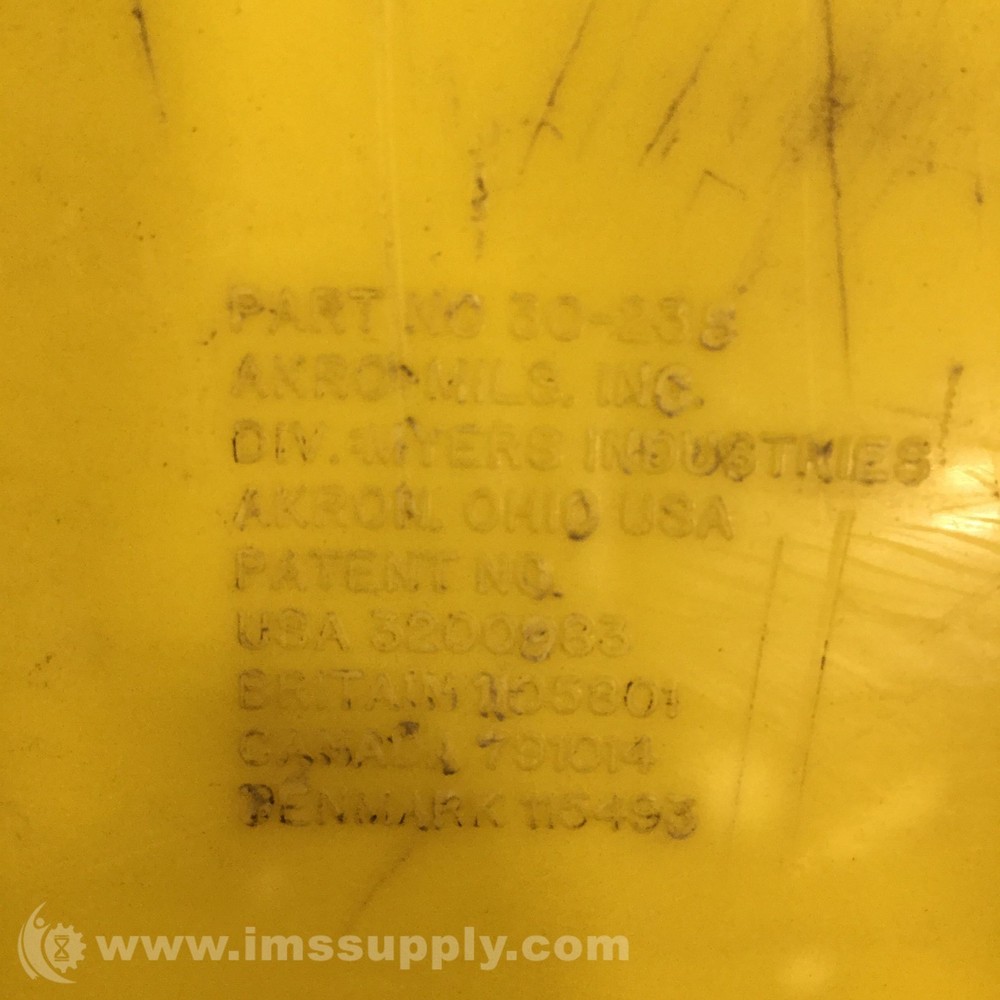 PART NO 30-235
AKRO-MILS, INC.
DIV. MYERS INDUSTRIES
AKRON, OHIO USA
PATENT NO.
USA 3200983
BRITAIN 1105801
CANADA 791014
DENMARK 115493
www.imssupply.com